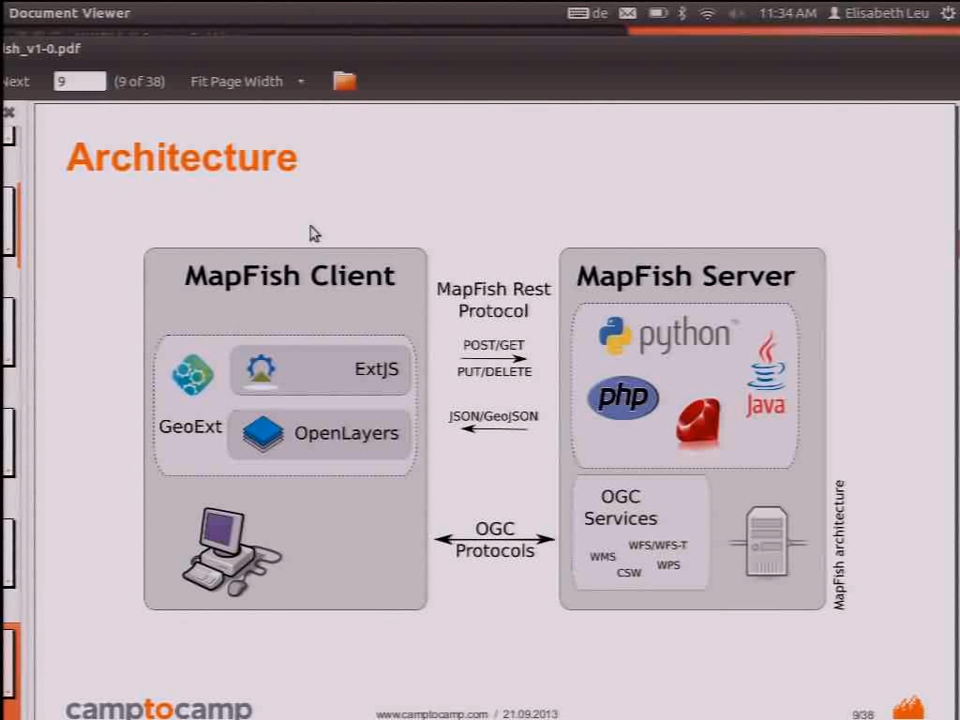 Document Viewer
de
11:34 AM
Elisabeth Leu
sh_v1-0.pdf
Next
9
(9 of 38)
Fit Page Width
Architecture
MapFish Client
GeoExt
ExtJS
OpenLayers
MapFish Rest
Protocol
POST/GET
PUT/DELETE
JSON/GeoJSON
OGC
Protocols
MapFish Server
python
php
Java
OGC
Services
WFS/WFS-T
WMS
WPS
CSW
MapFish architecture
camptocamp
www.camptocamp.com / 21.09.2013
9/38